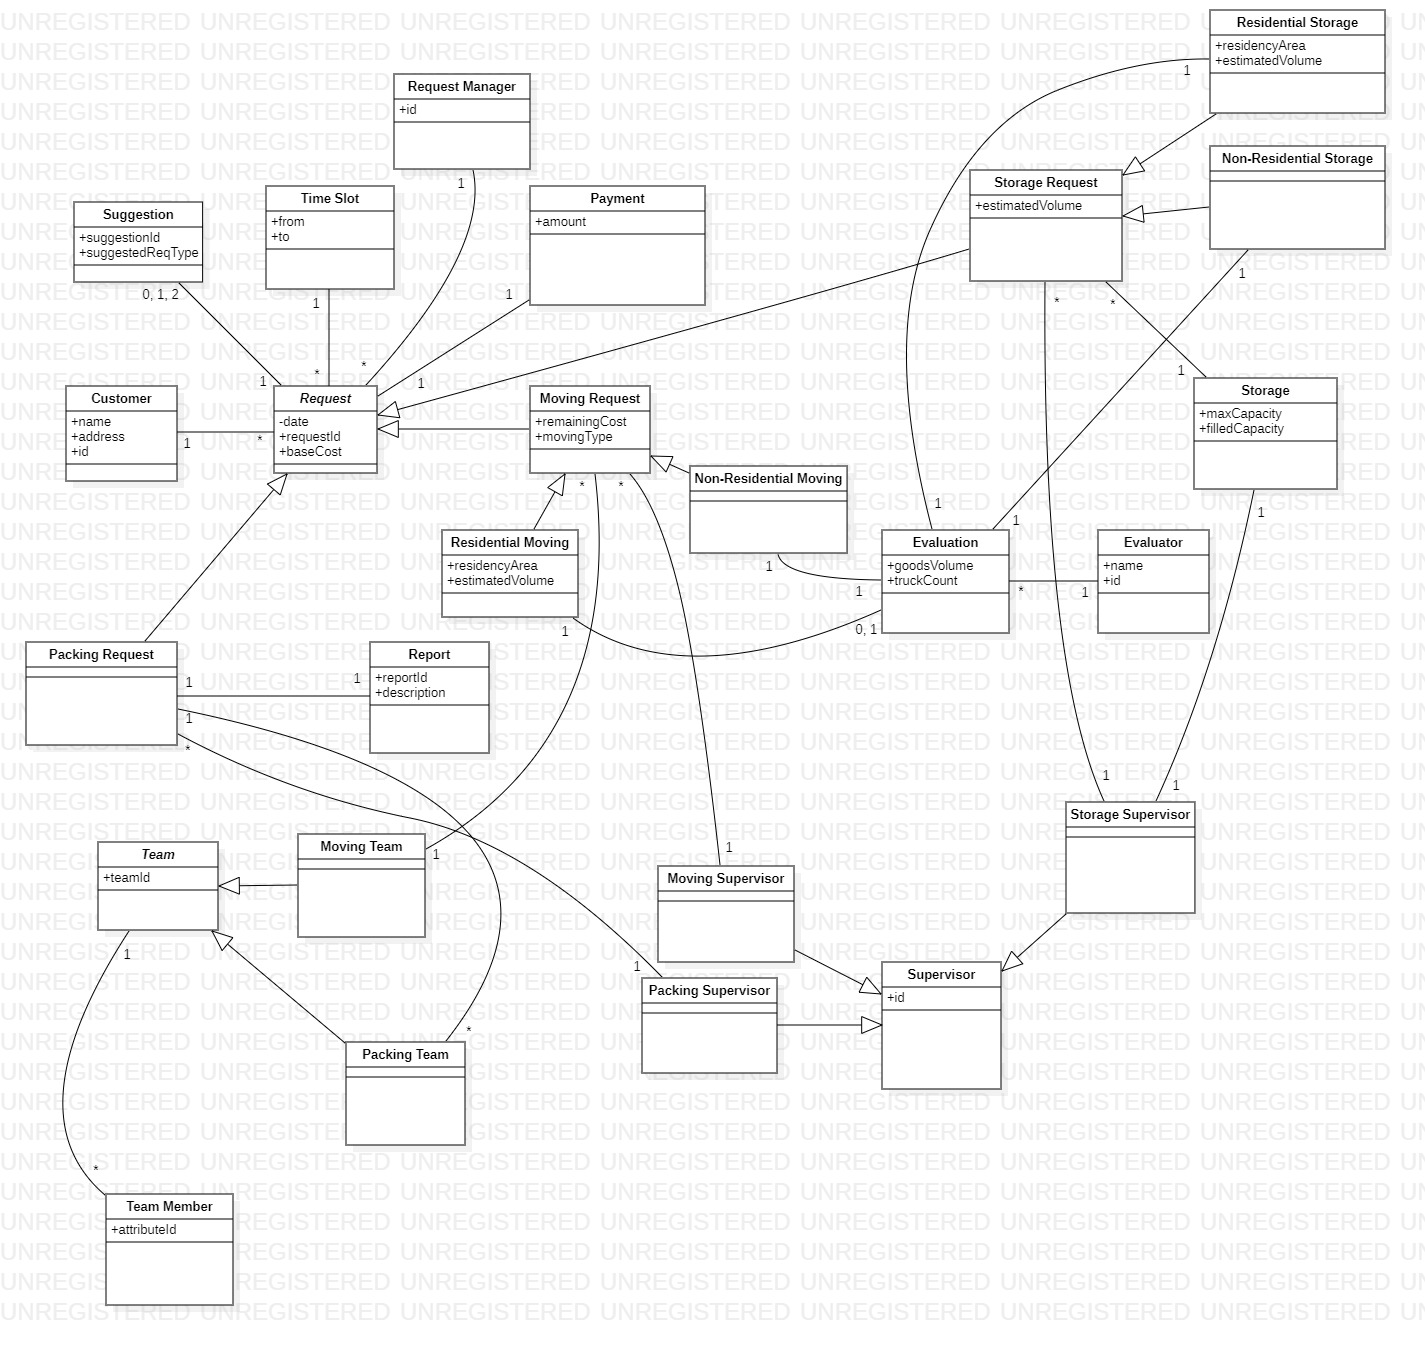 Residential Storage
+residencyArea
+estimatedVolume
1
Request Manager
+id
1
Non-Residential Storage
1
Storage Request
+estimatedVolume
*
*
Suggestion
+suggestionId
+suggestedReqType
0, 1, 2
Time Slot
+from
+to
1
Payment
+amount
1
*
*
1
1
1
Customer
+name
+address
+id
1
*
Request
-date
+requestId
+baseCost
Moving Request
+remainingCost
+movingType
*
*
Storage
+maxCapacity
+filledCapacity
1
Non-Residential Moving
1
Residential Moving
+residencyArea
+estimatedVolume
1
1
1
1
0, 1
Evaluation
+goodsVolume
+truckCount
*
1
Evaluator
+name
+id
Packing Request
1
1
*
1
Report
+reportId
+description
1
1
Storage Supervisor
Team
+teamId
1
Moving Team
1
1
Moving Supervisor
1
Packing Supervisor
Supervisor
+id
*
Packing Team
*
Team Member
+attributeId
UNREGISTERED